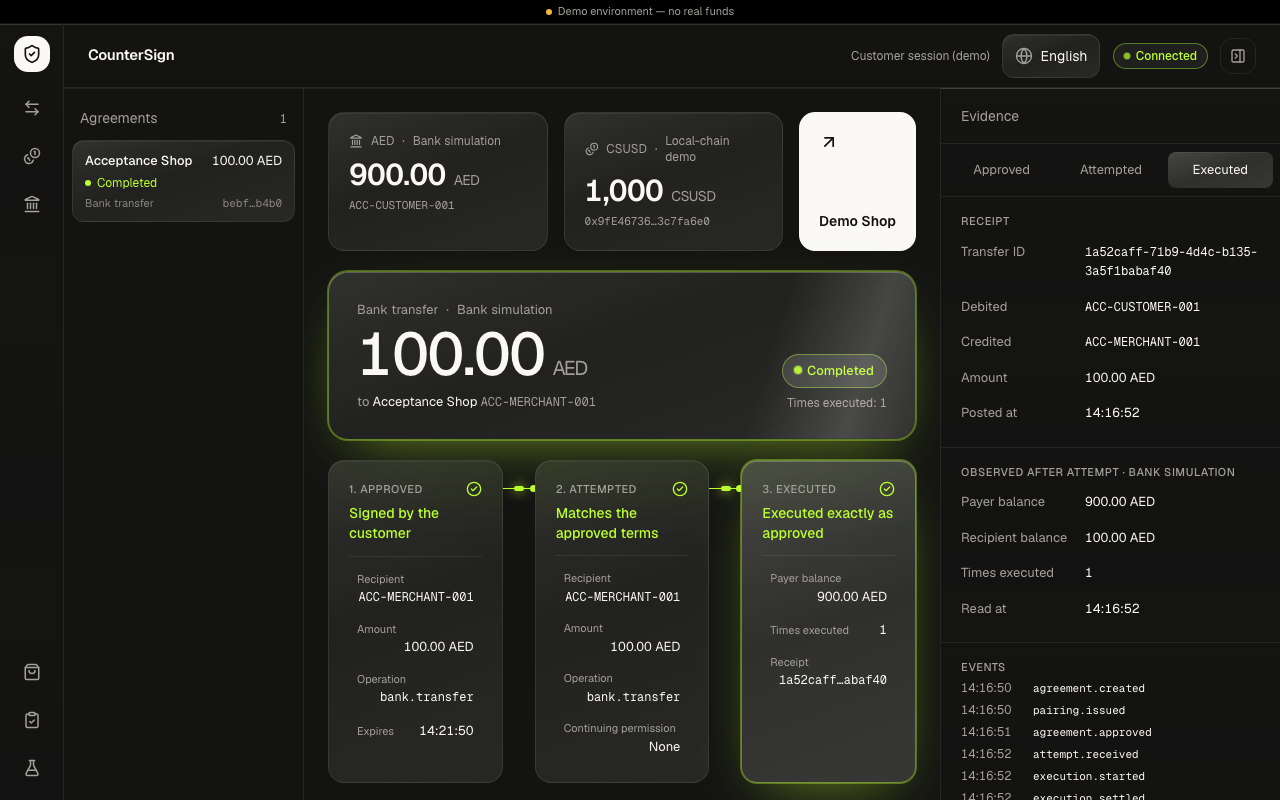 Demo environment — no real funds
CounterSign
Customer session (demo)
English
Connected
Agreements 1
Acceptance Shop 100.00 AED
Completed
Bank transfer bebf…b4b0
AED · Bank simulation
900.00 AED
ACC-CUSTOMER-001
CSUSD · Local-chain
demo
1,000 CSUSD
0x9fE46736…3c7fa6e0
Demo Shop
Bank transfer · Bank simulation
100.00 AED
to Acceptance Shop ACC-MERCHANT-001
Completed
Times executed: 1
1. APPROVED
Signed by the
customer
Recipient
ACC-MERCHANT-001
Amount
100.00 AED
Operation
bank.transfer
Expires 14:21:50
2. ATTEMPTED
Matches the
approved terms
Recipient
ACC-MERCHANT-001
Amount
100.00 AED
Operation
bank.transfer
Continuing permission
None
3. EXECUTED
Executed exactly as
approved
Payer balance
900.00 AED
Times executed 1
Receipt
1a52caff…abaf40
Evidence
Approved Attempted Executed
RECEIPT
Transfer ID 1a52caff-71b9-4d4c-b135-
3a5f1babaf40
Debited ACC-CUSTOMER-001
Credited ACC-MERCHANT-001
Amount 100.00 AED
Posted at 14:16:52
OBSERVED AFTER ATTEMPT · BANK SIMULATION
Payer balance 900.00 AED
Recipient balance 100.00 AED
Times executed 1
Read at 14:16:52
EVENTS
14:16:50 agreement.created
14:16:50 pairing.issued
14:16:51 agreement.approved
14:16:52 attempt.received
14:16:52 execution.started
14:16:52 execution.settled